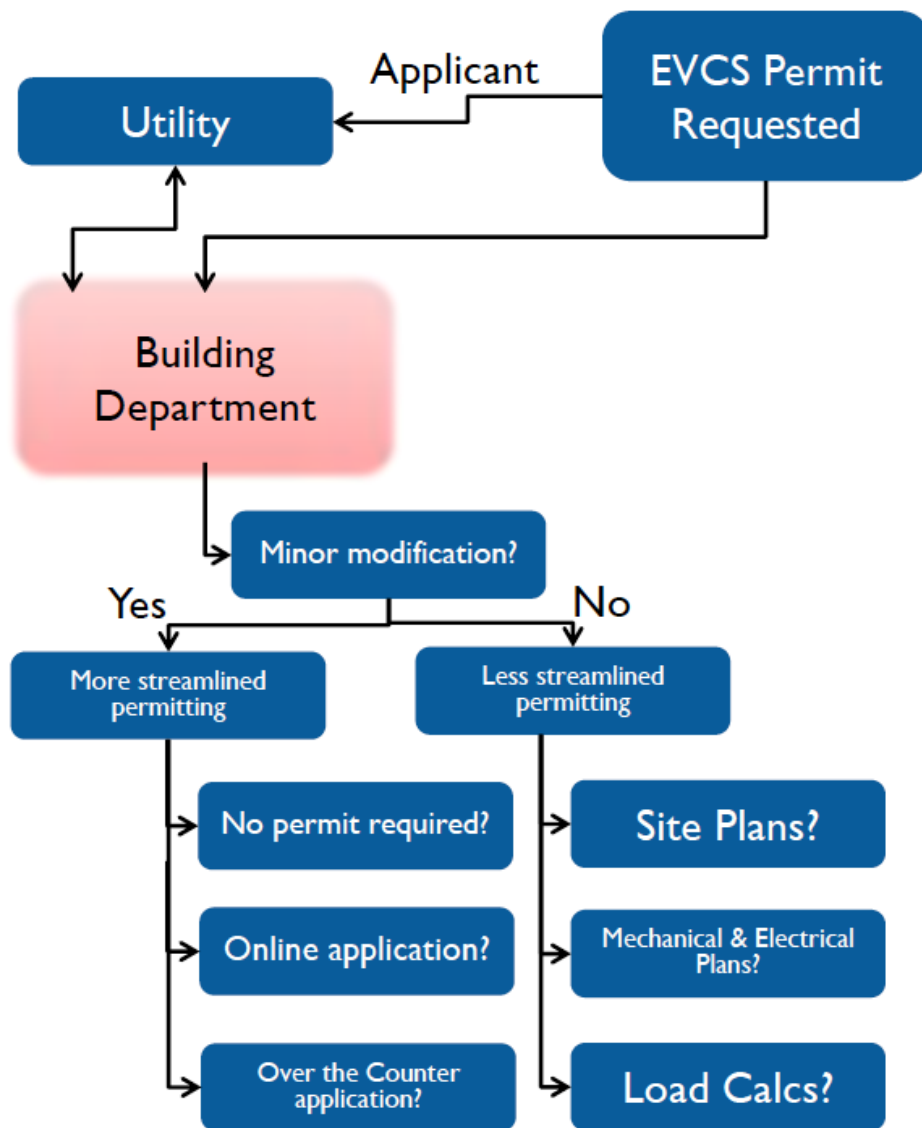 Applicant
EVCS Permit
Requested
Utility
Building
Department
Minor modification?
Yes
No
More streamlined
permitting
Less streamlined
permitting
No permit required?
Site Plans?
Online application?
Mechanical & Electrical
Plans?
Over the Counter
application?
Load Calcs?